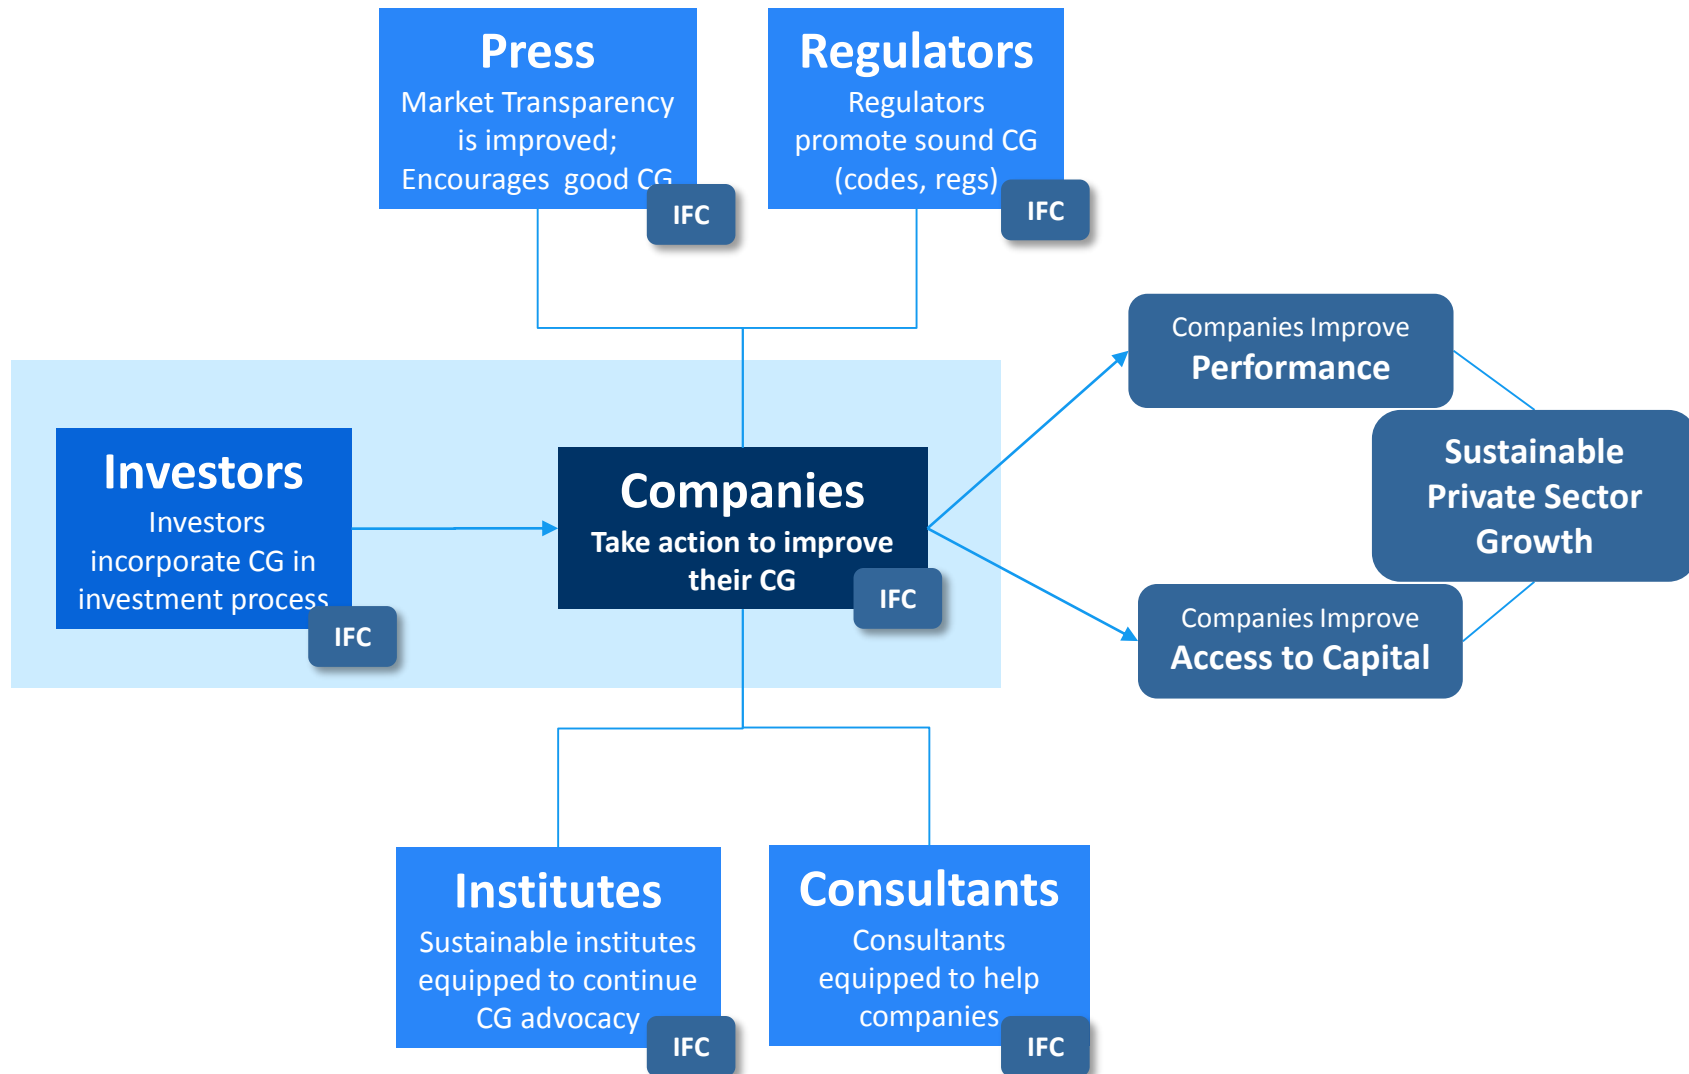 Press
Market Transparency
is improved;
Encourages good CG
IFC
Regulators
Regulators
promote sound CG
(codes, regs)
IFC
Investors
Investors
incorporate CG in
investment process
IFC
Companies
Take action to improve
their CG
IFC
Companies Improve
Performance
Sustainable
Private Sector
Growth
Companies Improve
Access to Capital
Institutes
Sustainable institutes
equipped to continue
CG advocacy
IFC
Consultants
Consultants
equipped to help
companies
IFC